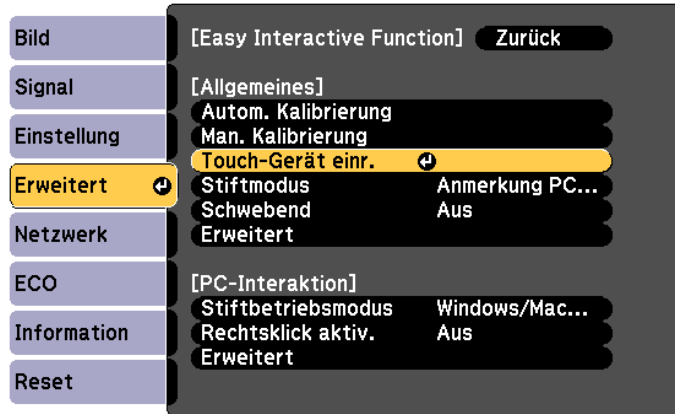 Bild
Signal
Einstellung
Erweitert
Netzwerk
ECO
Information
Reset
[Easy Interactive Function] Zurück
[Allgemeines]
Autom. Kalibrierung
Man. Kalibrierung
Touch-Gerät einr.
Stiftmodus Anmerkung PC...
Schwebend Aus
Erweitert
[PC-Interaktion]
Stiftbetriebsmodus Windows/Mac...
Rechtsklick aktiv. Aus
Erweitert